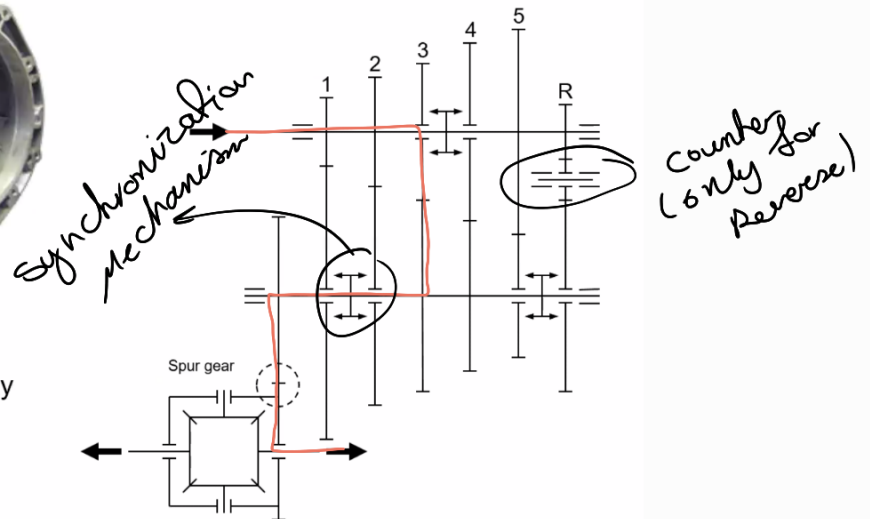 5
4
3
2
1
R
synchronization
Mechanism
counter
(only for
Reverse)
y
Spur gear